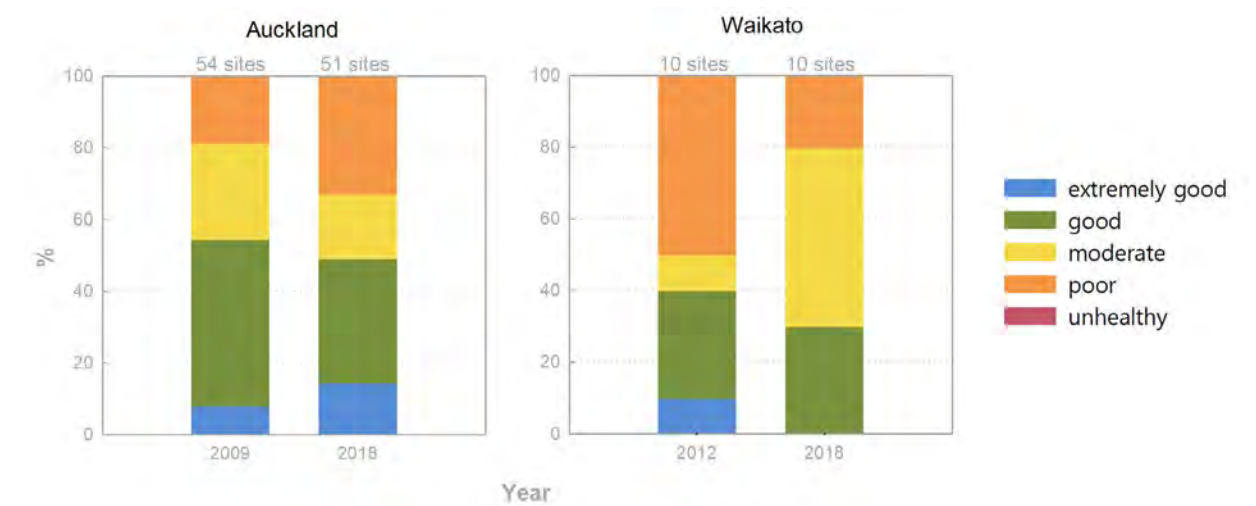 Auckland
54 sites 51 sites
100
80
60
40
20
0
%
2009 2018
Waikato
10 sites 10 sites
100
80
60
40
20
0
2012 2018
Year
extremely good
good
moderate
poor
unhealthy